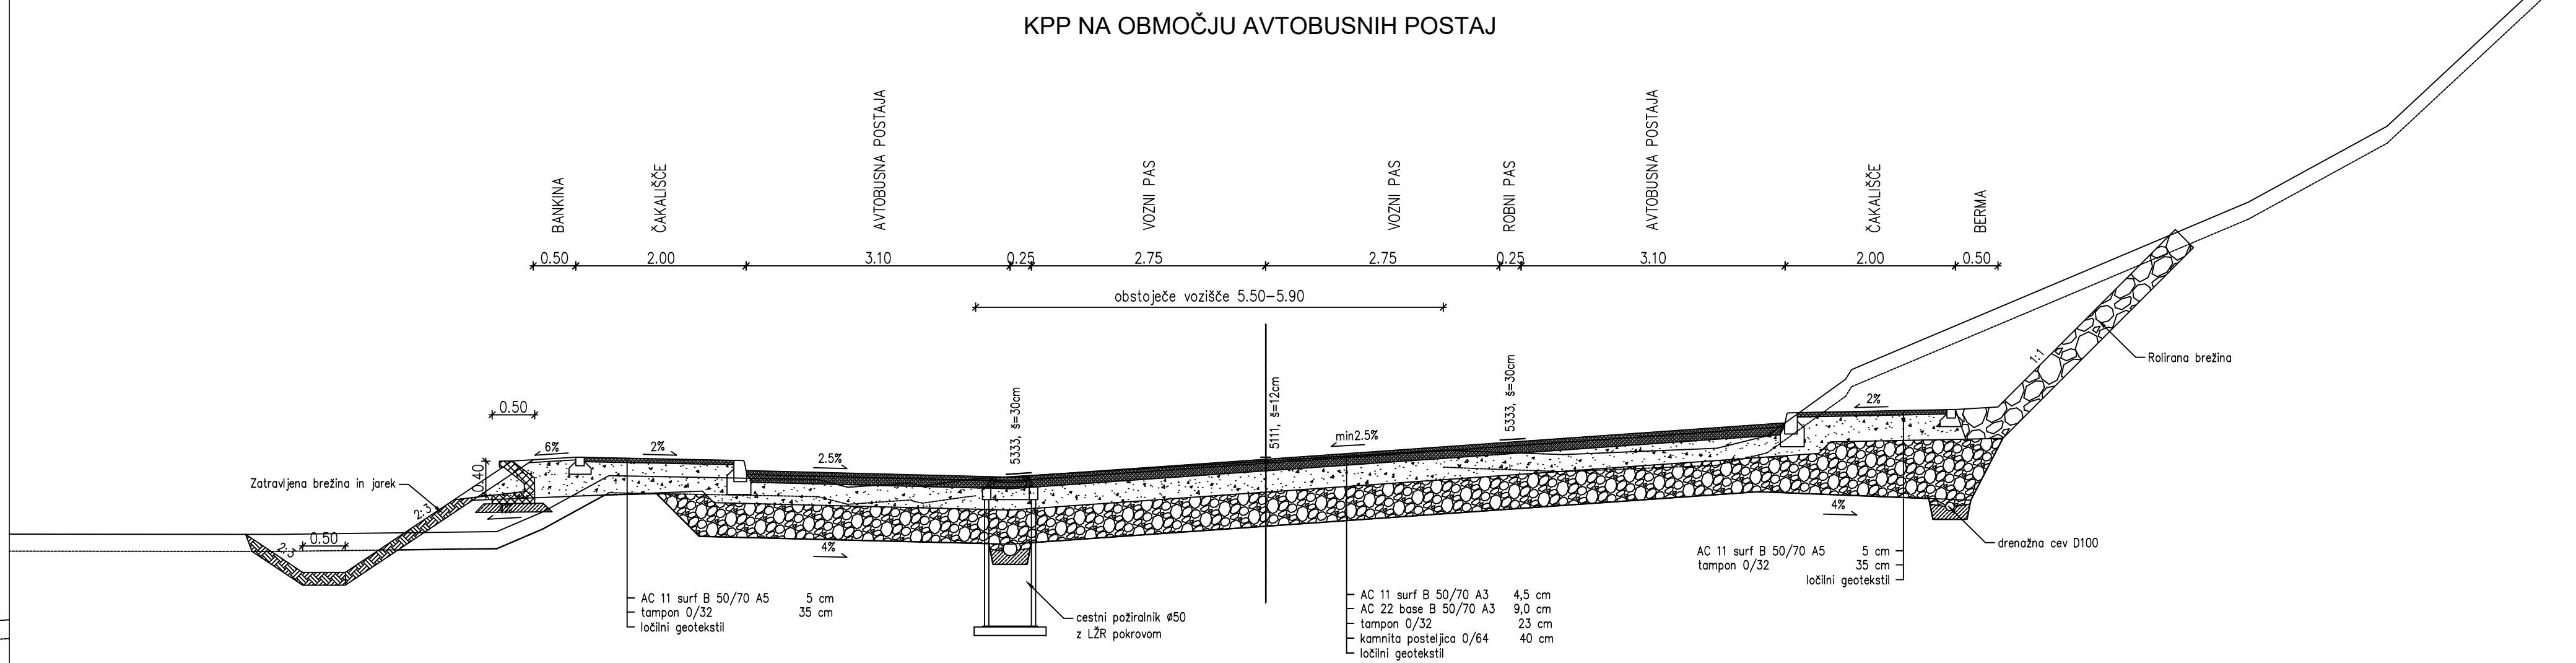 KPP NA OBMOČJU AVTOBUSNIH POSTAJ
BANKINA
ČAKALIŠČE
AVTOBUSNA POSTAJA
VOZNI PAS
VOZNI PAS
ROBNI PAS
AVTOBUSNA POSTAJA
ČAKALIŠČE
BERMA
0.50
2.00
3.10
0.25
2.75
2.75
0.25
3.10
2.00
0.50
obstoječe vozišče 5.50-5.90
5333, š=30cm
5111, š=12cm
5333, š=30cm
1:1
Rolirana brežina
0.50
6%
2%
2.5%
min2.5%
2%
0.40
Zatravljena brežina in jarek
2:3
2:3
0.50
4%
4%
drenažna cev D100
AC 11 surf B 50/70 A5 5 cm
tampon 0/32 35 cm
ločilni geotekstil
cestni požiralnik ø50
z LŽR pokrovom
AC 11 surf B 50/70 A3 4,5 cm
AC 22 base B 50/70 A3 9,0 cm
tampon 0/32 23 cm
kamnita posteljica 0/64 40 cm
ločilni geotekstil
AC 11 surf B 50/70 A5 5 cm
tampon 0/32 35 cm
ločilni geotekstil